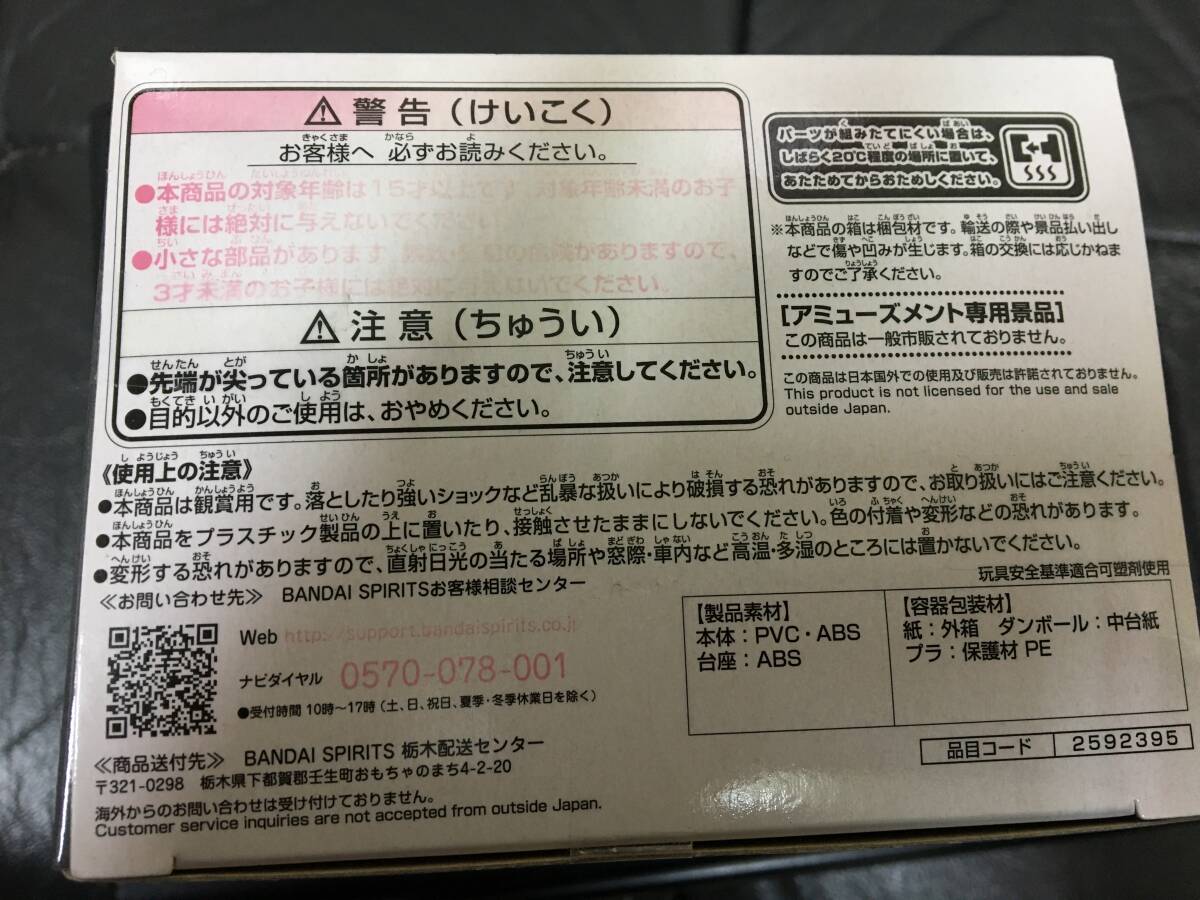 ⚠警告(けいこく)
お客様へ 必ずお読みください。
●本商品の対象年齢は15才以上です。対象年齢未満のお子
様には絶対に与えないでください。
●小さな部品があります。の危険がありますので、
3才未満のお子様には絶対に与えないでください。
⚠注意(ちゅうい)
●先端が尖っている箇所がありますので、注意してください。
●目的以外のご使用は、おやめください。
パーツが組みたてにくい場合は、
しばらく20℃程度の場所に置いて、
あたためてからおためしください。
※本商品の箱は梱包材です。輸送の際や景品払い出し
などで傷や凹みが生じます。箱の交換には応じかねま
すのでご了承ください。
[アミューズメント専用景品]
この商品は一般市販されておりません。
この商品は日本国外での使用及び販売は許諾されておりません。
This product is not licensed for the use and sale
outside Japan.
《使用上の注意》
●本商品は観賞用です。落としたり強いショックなど乱暴な扱いにより破損する恐れがありますので、お取り扱いにはご注意ください。
●本商品をプラスチック製品の上に置いたり、接触させたままにしないでください。色の付着や変形などの恐れがあります。
●変形する恐れがありますので、直射日光の当たる場所や窓際・車内など高温・多湿のところには置かないでください。
≪お問い合わせ先≫ BANDAI SPIRITSお客様相談センター
Web http://support.bandaispirits.co.jp
ナビダイヤル 0570-078-001
●受付時間 10時~17時(土、日、祝日、夏季・冬季休業日を除く)
≪商品送付先≫ BANDAI SPIRITS 栃木配送センター
〒321-0298 栃木県下都賀郡壬生町おもちゃのまち4-2-20
海外からのお問い合わせは受け付けておりません。
Customer service inquiries are not accepted from outside Japan.
玩具安全基準適合可塑剤使用
【製品素材】
本体:PVC・ABS
台座:ABS
【容器包装材】
紙:外箱 ダンボール:中台紙
プラ:保護材 PE
品目コード 2592395